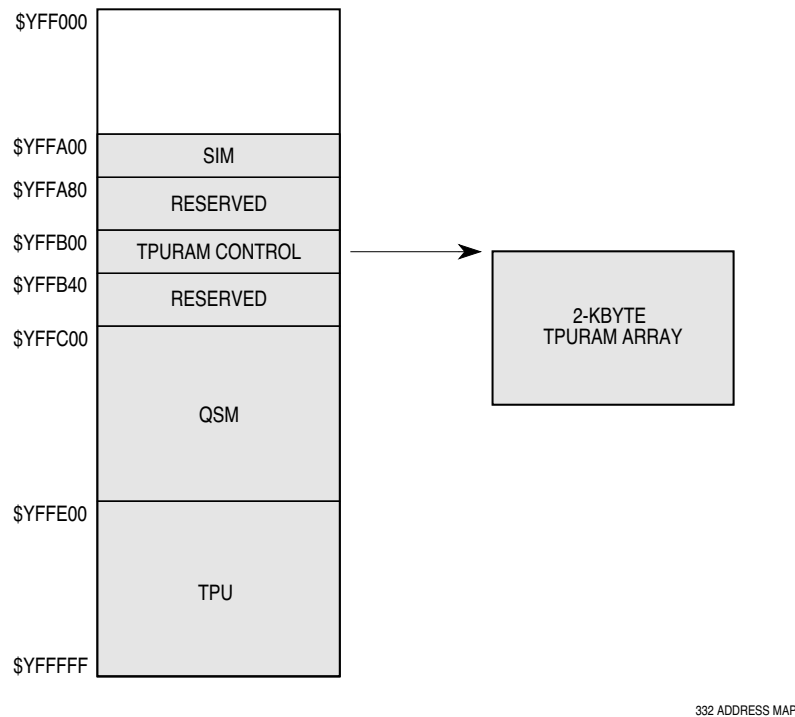 $YFF000
$YFFA00
SIM
$YFFA80
RESERVED
$YFFB00
TPURAM CONTROL
$YFFB40
RESERVED
2-KBYTE
TPURAM ARRAY
$YFFC00
QSM
$YFFE00
TPU
$YFFFFF
332 ADDRESS MAP